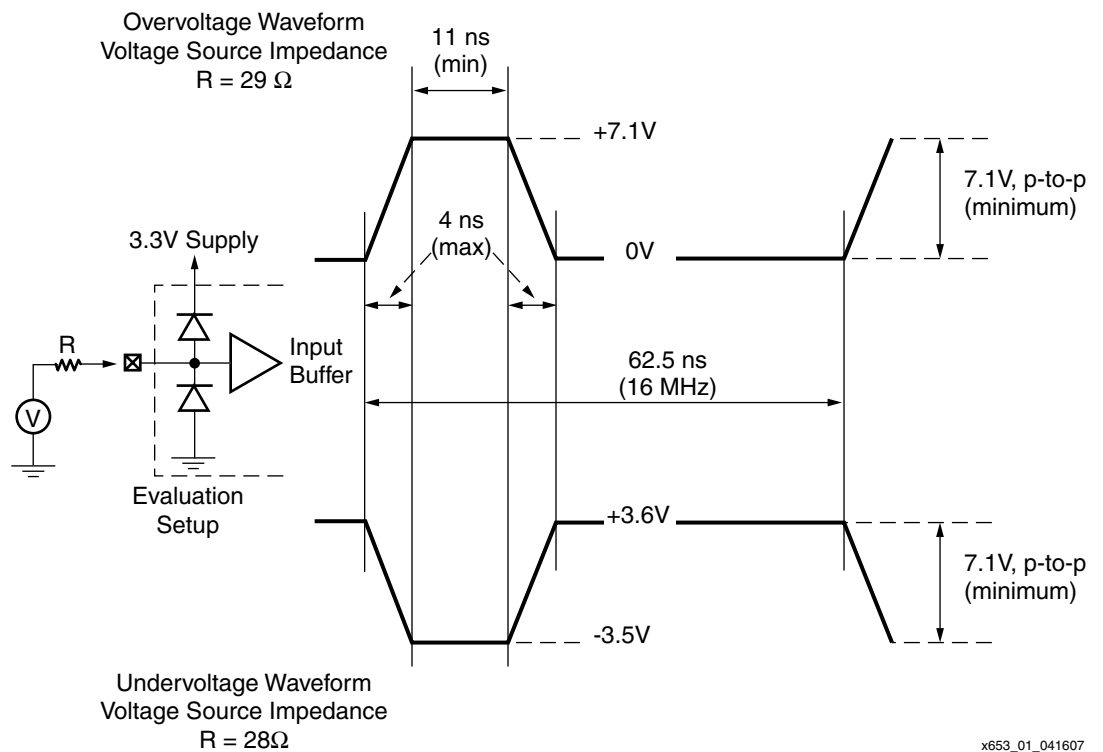 Overvoltage Waveform
Voltage Source Impedance
R = 29 Ω
11 ns
(min)
+7.1V
7.1V, p-to-p
(minimum)
4 ns
(max)
0V
3.3V Supply
R
V
Input
Buffer
62.5 ns
(16 MHz)
Evaluation
Setup
+3.6V
7.1V, p-to-p
(minimum)
-3.5V
Undervoltage Waveform
Voltage Source Impedance
R = 28Ω
x653_01_041607